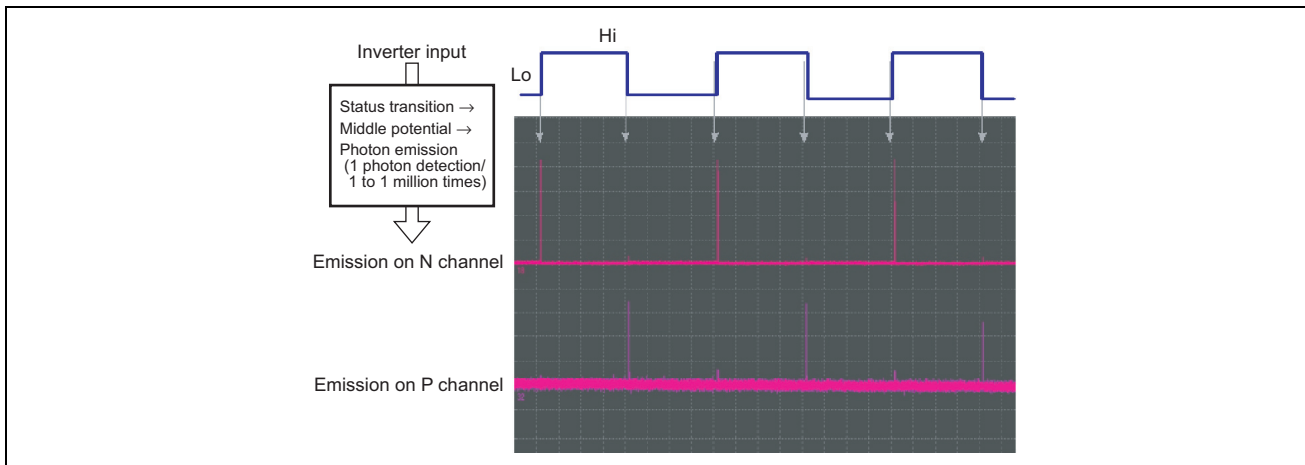 Inverter input
Hi
Lo
Status transition →
Middle potential →
Photon emission
(1 photon detection/
1 to 1 million times)
Emission on N channel
Emission on P channel